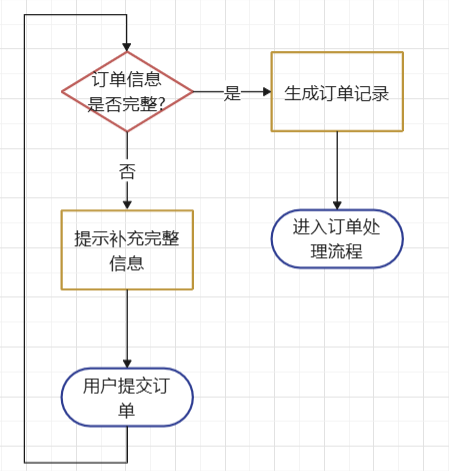 订单信息
是否完整?
是
生成订单记录
否
提示补充完整
信息
进入订单处
理流程
用户提交订
单